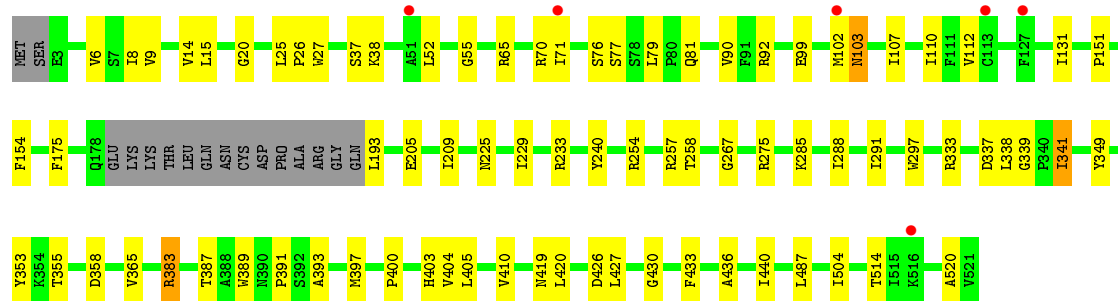 MET SER E3 V6 S7 I8 V9 V14 L15 G20 L25 P26 W27 S37 K38 A51 L52 G55 R65 R70 I71 S76 S77 S78 L79 P80 Q81 V90 F91 R92 E99 M102 N103 I107 I110 F111 V112 C113 F127 I131 P151
F154 F175 Q178 GLU LYS LYS THR LEU GLN ASN CYS ASP PRO ALA ARG GLY GLN L193 E205 I209 N225 I229 R233 Y240 R254 R257 T258 G267 R275 K285 I288 I291 W297 R333 D337 L338 G339 P340 I341 Y349
Y353 K354 T355 D358 V365 R383 T387 A388 W389 N390 P391 S392 A393 M397 P400 H403 V404 L405 V410 N419 L420 D426 L427 G430 F433 A436 I440 L487 I504 T514 I515 K516 A520 V521